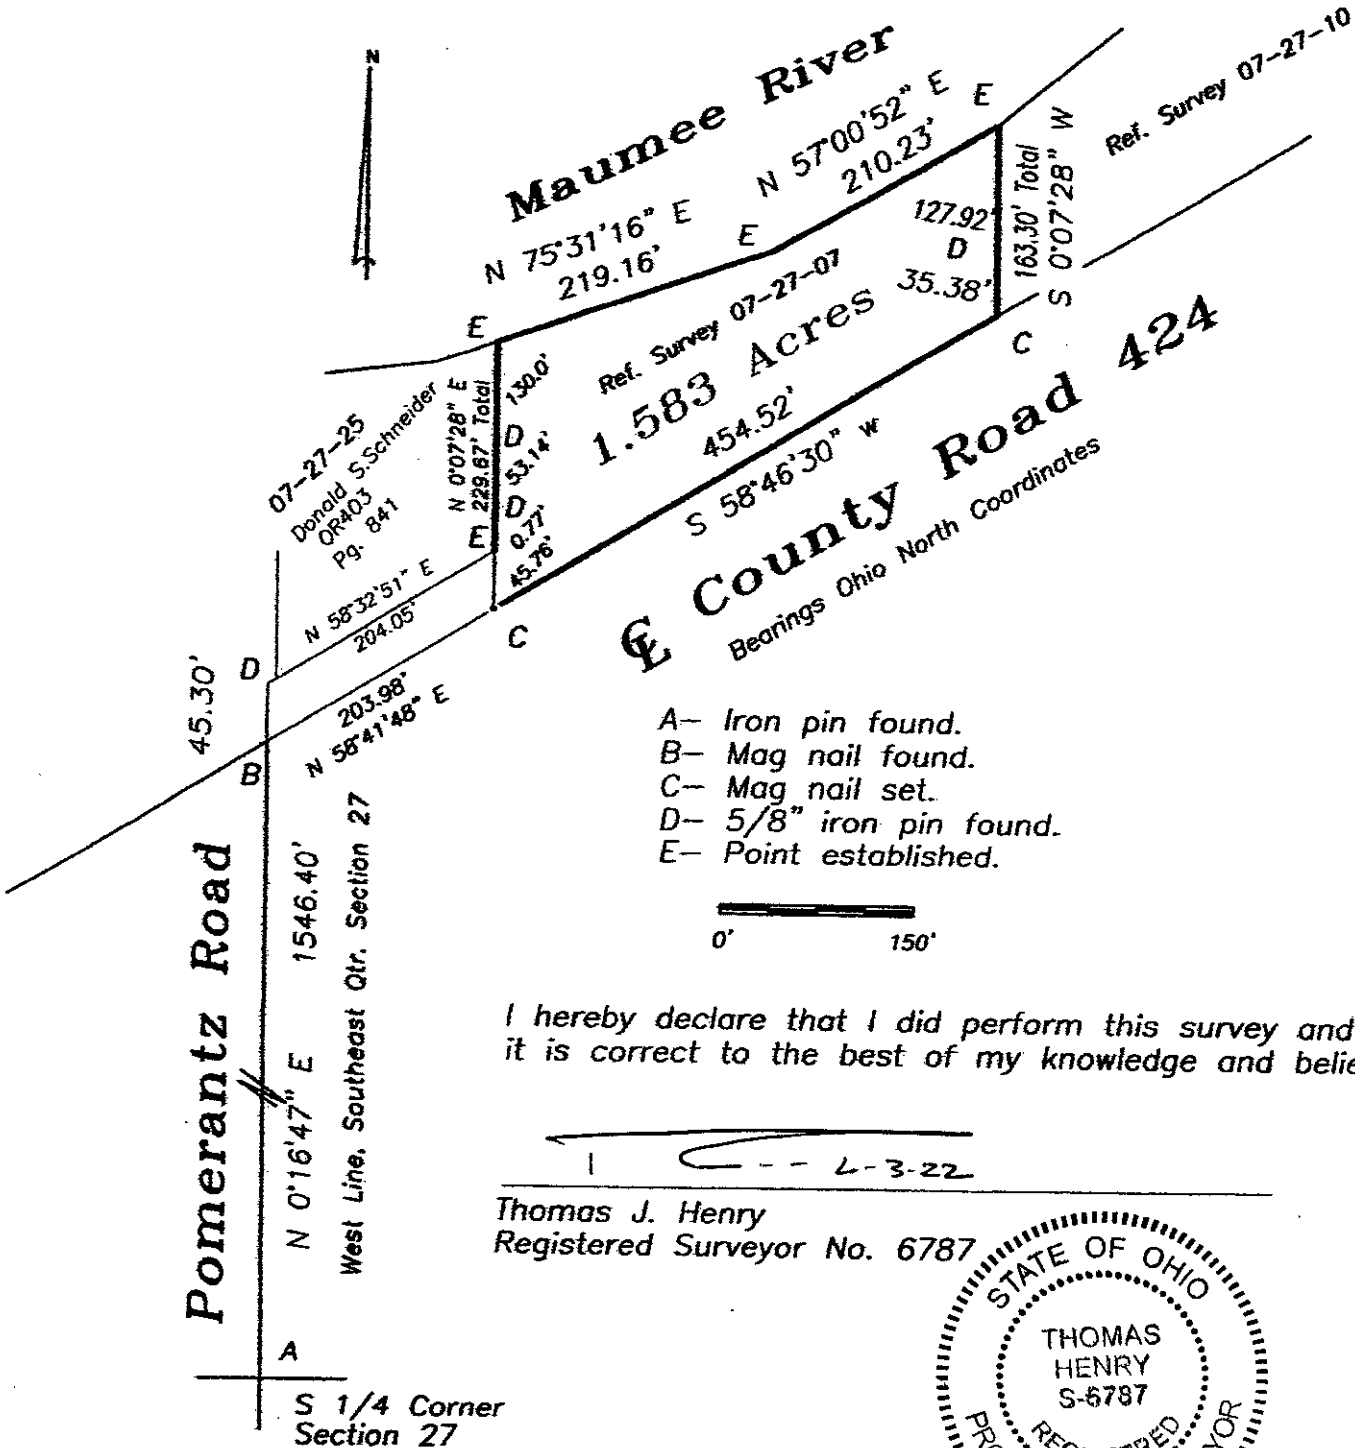 N
Maumee River
N 57°00'52" E
210.23'
E
Ref. Survey 07-27-10
N 75°31'16" E
219.16'
E
127.92'
D
35.38'
163.30' Total
S 0°07'28" W
E
Ref. Survey 07-27-07
1.583 Acres
454.52'
S 58°46'30" W
C
07-27-25
Donald S.Schneider
OR403
Pg. 841
N 0°07'28" E
229.67' Total
130.0'
D
53.14'
D
0.77'
E
45.76'
₵ County Road 424
Bearings Ohio North Coordinates
N 58°32'51" E
204.05'
C
45.30'
D
203.98'
N 58°41'48" E
B
A- Iron pin found.
B- Mag nail found.
C- Mag nail set.
D- 5/8" iron pin found.
E- Point established.
0' 150'
Pomerantz Road
N 0°16'47" E 1546.40'
West Line, Southeast Qtr. Section 27
I hereby declare that I did perform this survey and
it is correct to the best of my knowledge and belie
3-22
Thomas J. Henry
Registered Surveyor No. 6787
A
S 1/4 Corner
Section 27
STATE OF OHIO
THOMAS
HENRY
S-6787